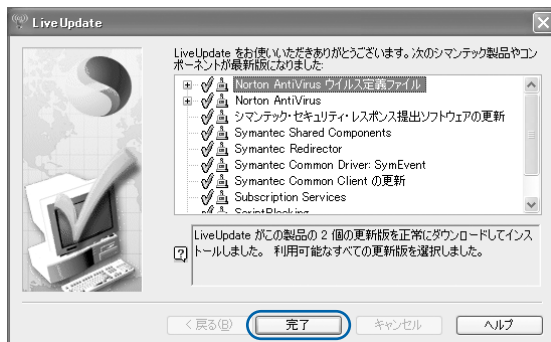 LiveUpdate
LiveUpdate をお使いいただきありがとうございます。次のシマンテック製品やコン
ポーネントが最新版になりました:
Norton AntiVirus ウイルス定義ファイル
Norton AntiVirus
シマンテック・セキュリティ・レスポンス提出ソフトウェアの更新
Symantec Shared Components
Symantec Redirector
Symantec Common Driver: SymEvent
Symantec Common Client の更新
Subscription Services
ScriptBlocking
LiveUpdate がこの製品の 2 個の更新版を正常にダウンロードしてインス
トールしました。 利用可能なすべての更新版を選択しました。
< 戻る(B)
完了
キャンセル
ヘルプ